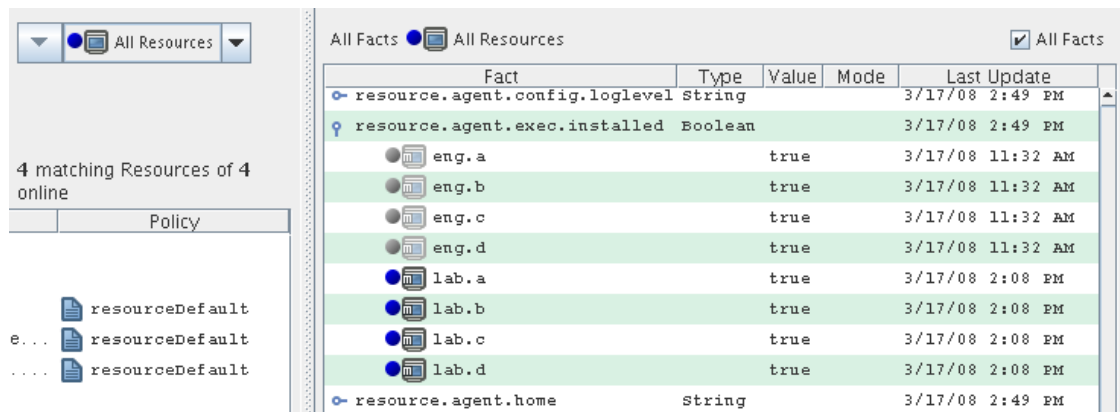 All Resources
4 matching Resources of 4
online
Policy
resourceDefault
e... resourceDefault
.... resourceDefault
All Facts All Resources
All Facts
Fact Type Value Mode Last Update
resource.agent.config.loglevel String 3/17/08 2:49 PM
resource.agent.exec.installed Boolean 3/17/08 2:49 PM
eng.a true 3/17/08 11:32 AM
eng.b true 3/17/08 11:32 AM
eng.c true 3/17/08 11:32 AM
eng.d true 3/17/08 11:32 AM
lab.a true 3/17/08 2:08 PM
lab.b true 3/17/08 2:08 PM
lab.c true 3/17/08 2:08 PM
lab.d true 3/17/08 2:08 PM
resource.agent.home String 3/17/08 2:49 PM